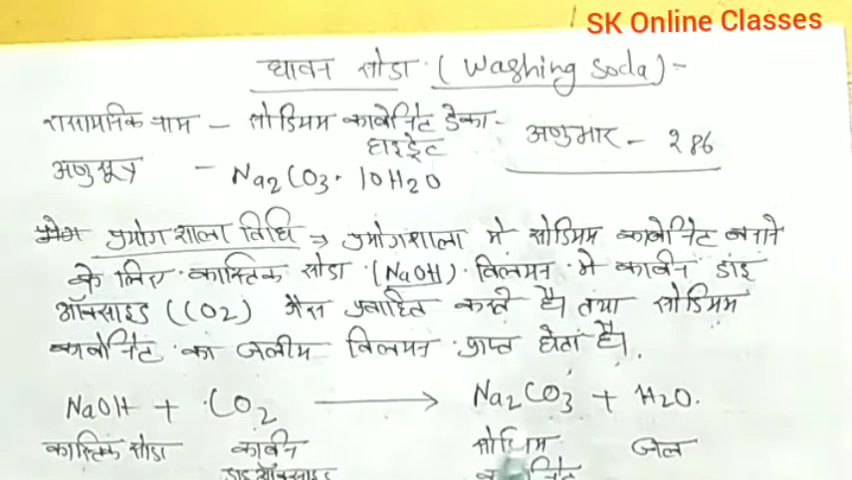 SK Online Classes
धावन सोडा (Washing Soda) -
रासायनिक नाम - सोडियम कार्बोनेट डेका-
हाइड्रेट
अणुभार - 286
अणुसूत्र - Na2CO3. 10H2O
प्रयोगशाला विधि → प्रयोगशाला मे सोडियम कार्बोनेट बनाने
के लिए कास्टिक सोडा (NaOH) विलयन मे कार्बन डाइ
ऑक्साइड (CO2) गैस प्रवाहित करते है। तथा सोडियम
कार्बोनेट का जलीय विलयन प्राप्त होता है।
NaOH + CO2 → Na2CO3 + H2O.
कास्टिक सोडा कार्बन सोडियम जल
डाइ ऑक्साइड कार्बोनेट